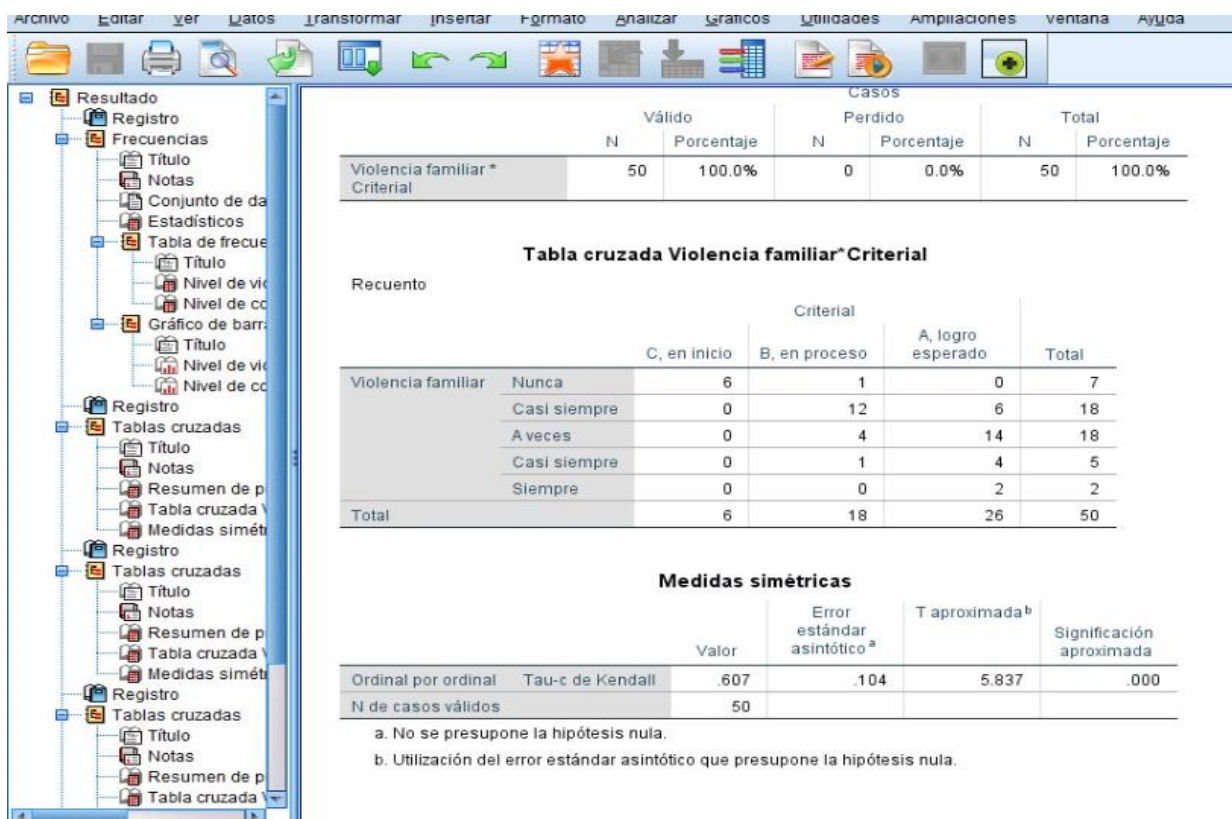 Archivo Editar Ver Datos Transformar Insertar Formato Analizar Gráficos Utilidades Ampliaciones Ventana Ayuda
Resultado
Registro
Frecuencias
Título
Notas
Conjunto de da
Estadísticos
Tabla de frecue
Título
Nivel de vic
Nivel de cc
Gráfico de barra
Título
Nivel de vic
Nivel de cc
Registro
Tablas cruzadas
Título
Notas
Resumen de p
Tabla cruzada V
Medidas simétr
Registro
Tablas cruzadas
Título
Notas
Resumen de p
Tabla cruzada V
Medidas simétr
Registro
Tablas cruzadas
Título
Notas
Resumen de p
Tabla cruzada V
Casos
Válido Perdido Total
N Porcentaje N Porcentaje N Porcentaje
Violencia familiar * Criterial 50 100.0% 0 0.0% 50 100.0%
Tabla cruzada Violencia familiar*Criterial
Recuento
Criterial
C, en inicio B, en proceso A, logro esperado Total
Violencia familiar Nunca 6 1 0 7
Casi siempre 0 12 6 18
A veces 0 4 14 18
Casi siempre 0 1 4 5
Siempre 0 0 2 2
Total 6 18 26 50
Medidas simétricas
Valor Error estándar asintótico a T aproximada b Significación aproximada
Ordinal por ordinal Tau-c de Kendall .607 .104 5.837 .000
N de casos válidos 50
a. No se presupone la hipótesis nula.
b. Utilización del error estándar asintótico que presupone la hipótesis nula.